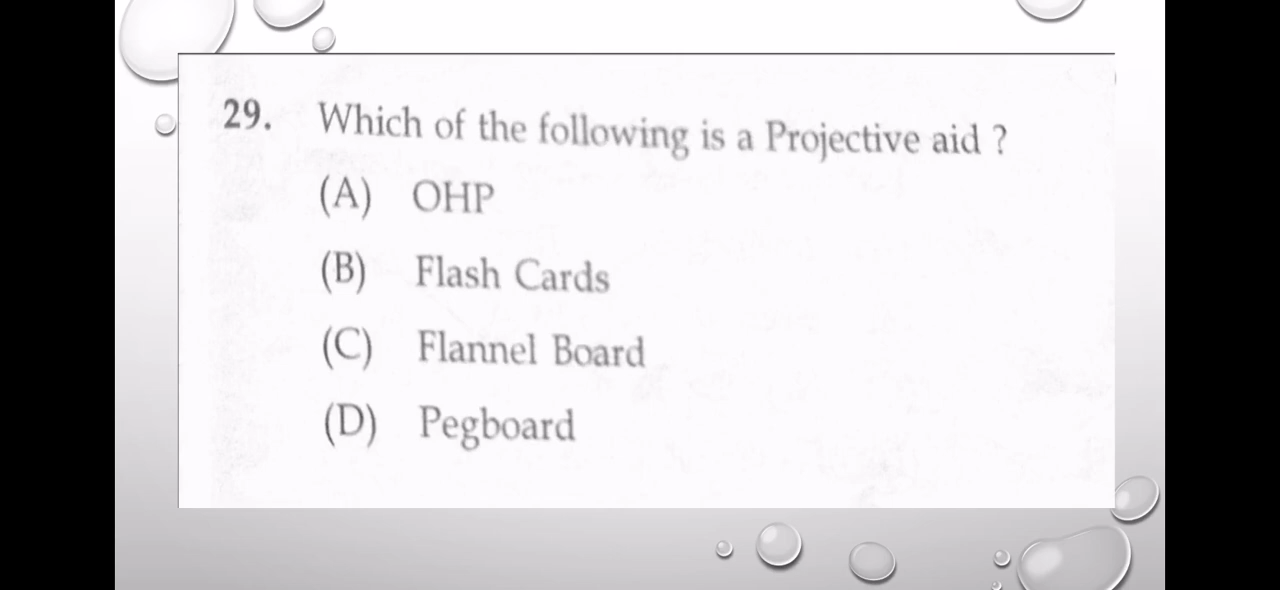 29. Which of the following is a Projective aid ?
(A) OHP
(B) Flash Cards
(C) Flannel Board
(D) Pegboard